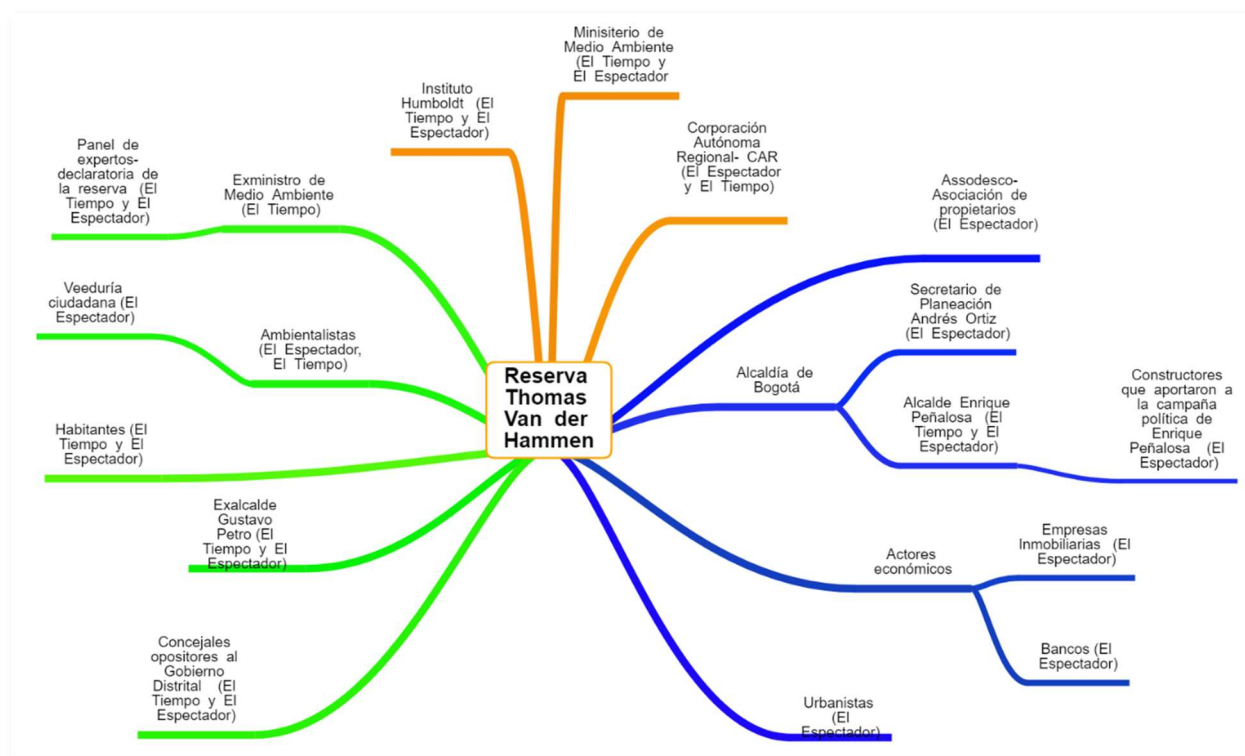 Minisiterio de
Medio Ambiente
(El Tiempo y
El Espectador
Instituto
Humboldt (El
Tiempo y El
Espectador)
Corporación
Autónoma
Regional- CAR
(El Espectador
y El Tiempo)
Panel de
expertos-
declaratoria de
la reserva (El
Tiempo y El
Espectador)
Exministro de
Medio Ambiente
(El Tiempo)
Assodesco-
Asociación de
propietarios
(El Espectador)
Veeduría
ciudadana (El
Espectador)
Ambientalistas
(El Espectador,
El Tiempo)
Secretario de
Planeación
Andrés Ortiz
(El Espectador)
Reserva
Thomas
Van der
Hammen
Alcaldía de
Bogotá
Alcalde Enrique
Peñalosa (El
Tiempo y El
Espectador)
Constructores
que aportaron a
la campaña
política de
Enrique
Peñalosa (El
Espectador)
Habitantes (El
Tiempo y El
Espectador)
Exalcalde
Gustavo
Petro (El
Tiempo y El
Espectador)
Actores
económicos
Empresas
Inmobiliarias (El
Espectador)
Bancos (El
Espectador)
Concejales
opositores al
Gobierno
Distrital (El
Tiempo y El
Espectador)
Urbanistas
(El
Espectador)